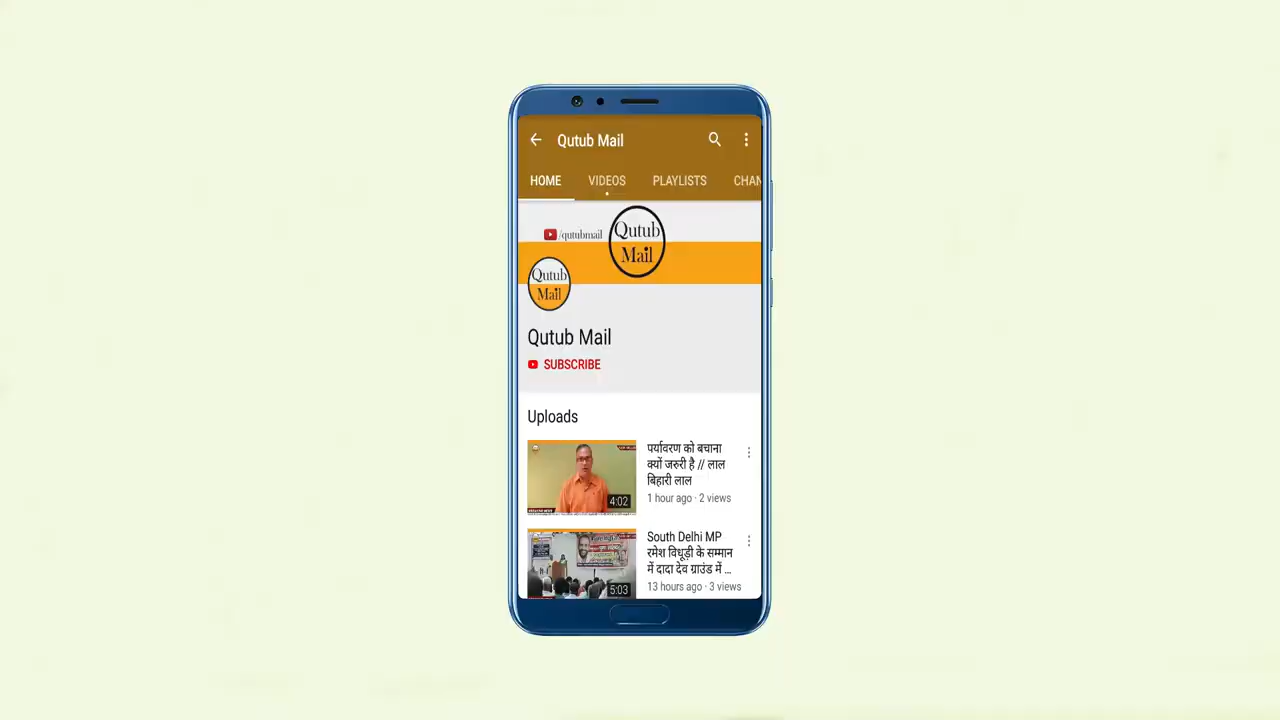 Qutub Mail
HOME VIDEOS PLAYLISTS CHAN
/qutubmail
Qutub
Mail
Qutub
Mail
Qutub Mail
SUBSCRIBE
Uploads
4:02
पर्यावरण को बचाना
क्यों जरुरी है // लाल
बिहारी लाल
1 hour ago · 2 views
5:03
South Delhi MP
रमेश विधूड़ी के सम्मान
में दादा देव ग्राउंड में ...
13 hours ago · 3 views